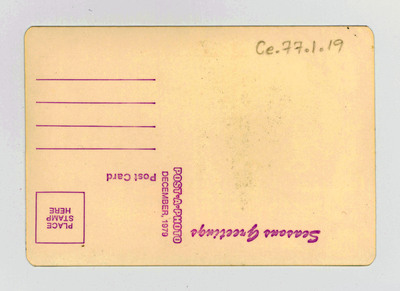 Ce.77.1.19
Seasons Greetings
POST-A-PHOTO
DECEMBER, 1979
Post Card
PLACE
STAMP
HERE